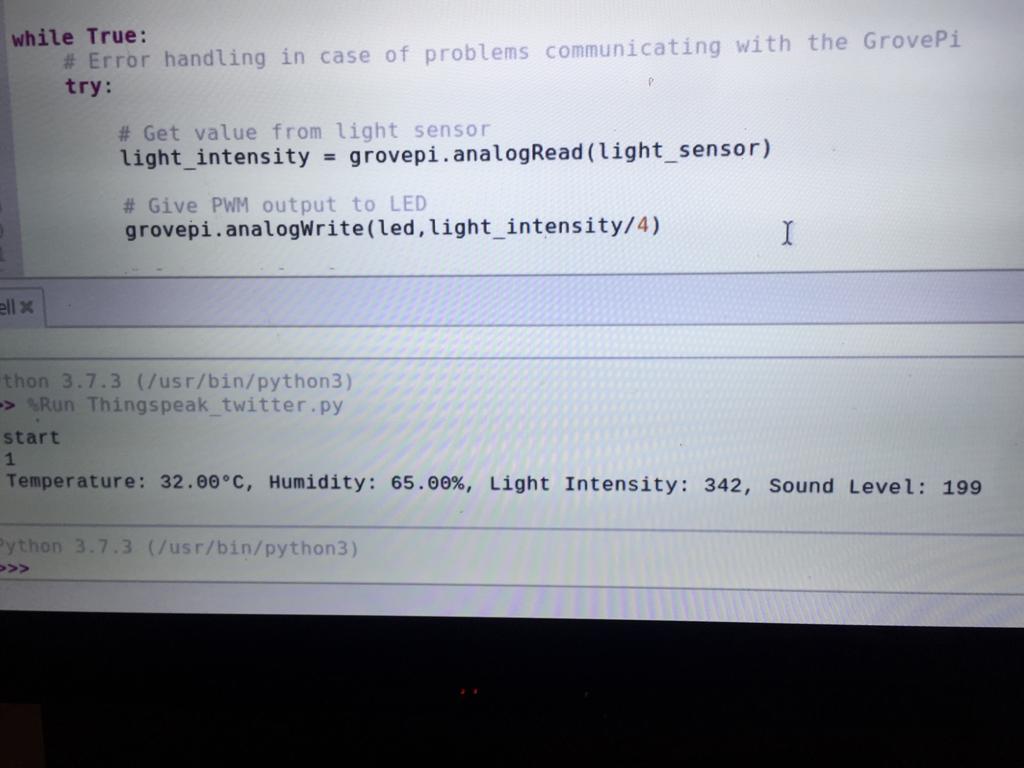 while True:
# Error handling in case of problems communicating with the GrovePi
try:
# Get value from light sensor
light_intensity = grovepi.analogRead(light_sensor)
# Give PWM output to LED
grovepi.analogWrite(led,light_intensity/4)
ell ×
thon 3.7.3 (/usr/bin/python3)
>> %Run Thingspeak_twitter.py
start
1
Temperature: 32.00°C, Humidity: 65.00%, Light Intensity: 342, Sound Level: 199
Python 3.7.3 (/usr/bin/python3)
>>>